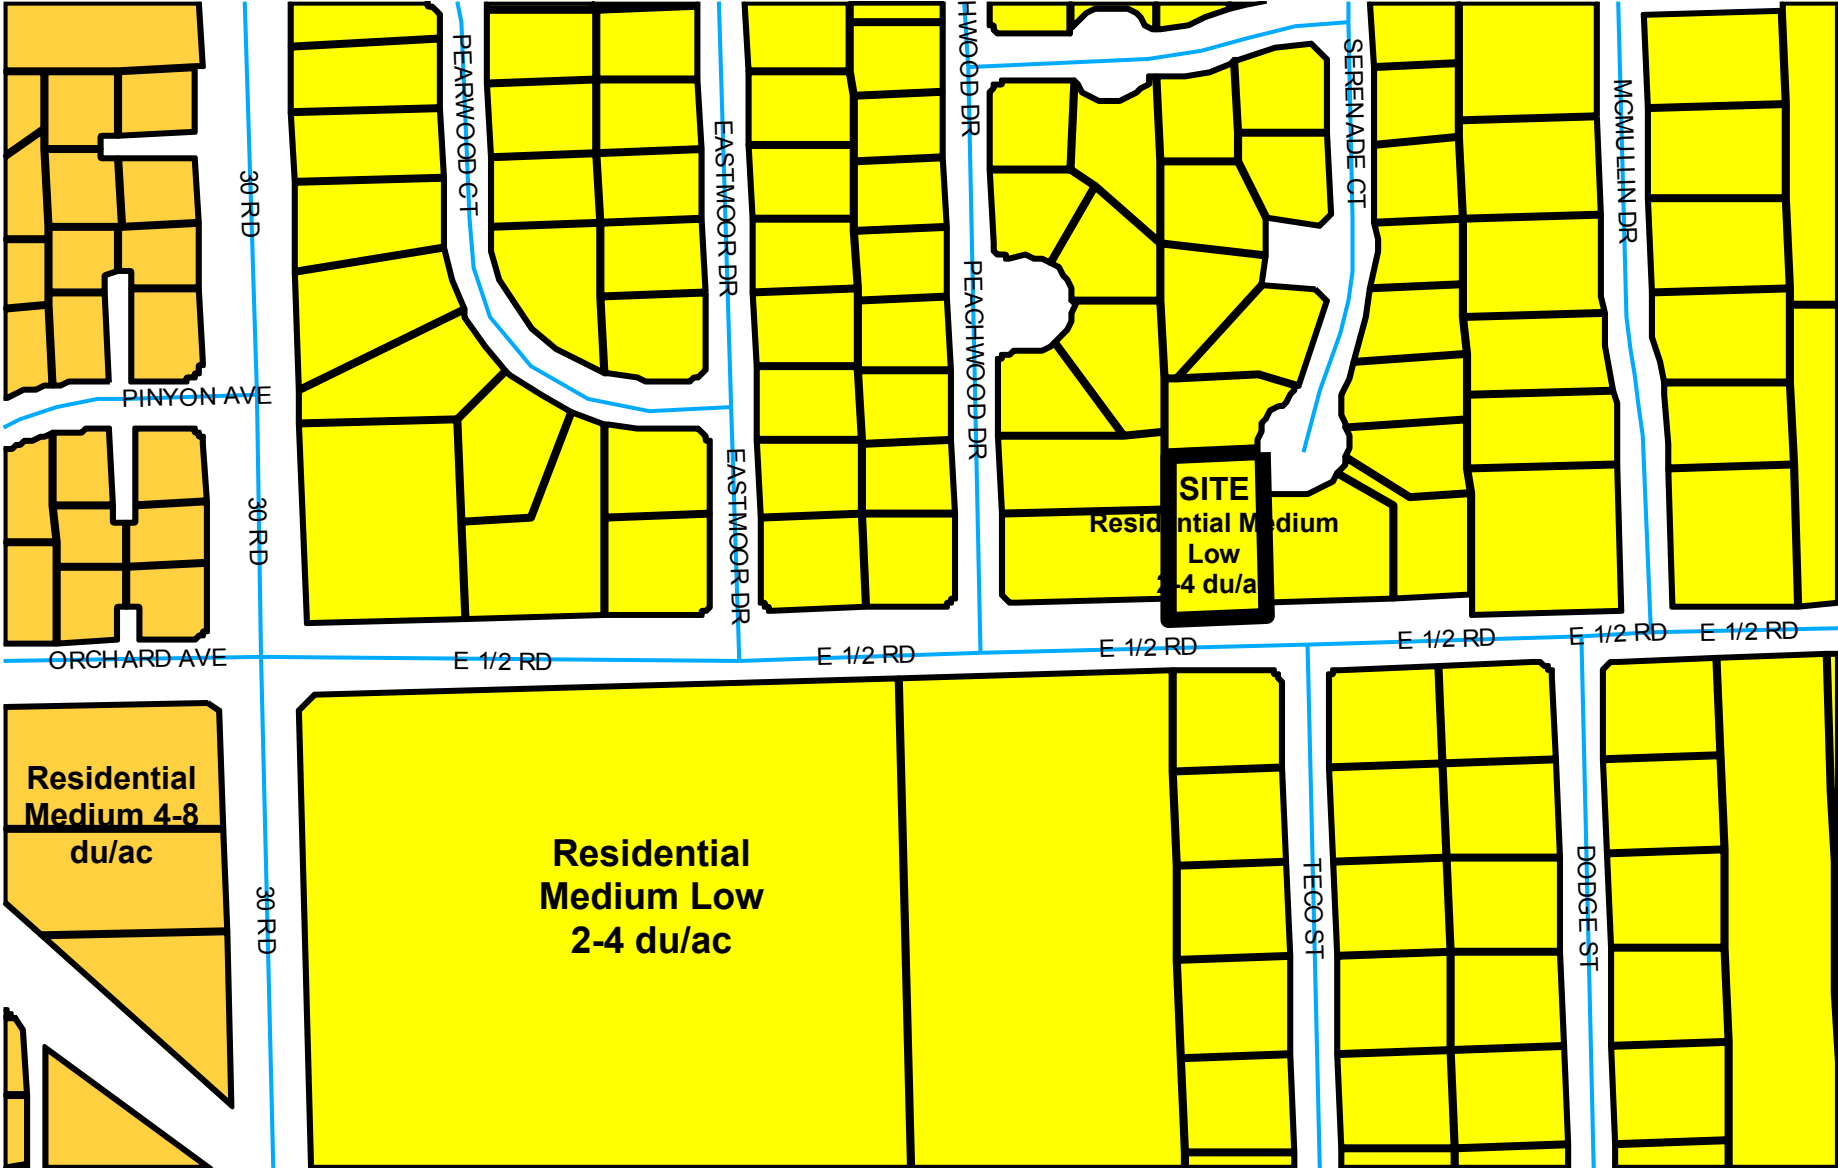 HWOOD DR
PEARWOOD CT
SERENADE CT
MCMULLIN DR
EASTMOOR DR
30 RD
PEACHWOOD DR
PINYON AVE
EASTMOOR DR
SITE
30 RD
Residential Medium
Low
2-4 du/a
E 1/2 RD
E 1/2 RD
E 1/2 RD
E 1/2 RD
E 1/2 RD
ORCHARD AVE
E 1/2 RD
Residential
Medium 4-8
du/ac
Residential
Medium Low
2-4 du/ac
30 RD
TECO ST
DODGE ST